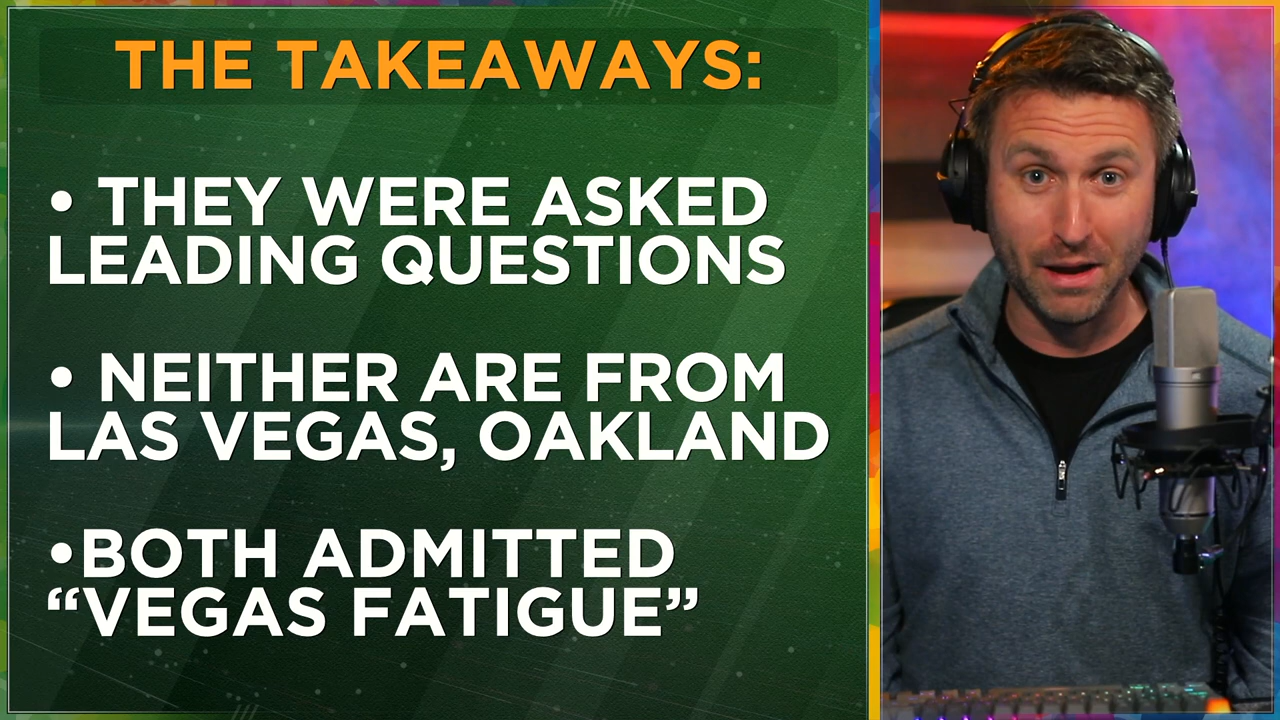 THE TAKEAWAYS:
• THEY WERE ASKED
LEADING QUESTIONS
• NEITHER ARE FROM
LAS VEGAS, OAKLAND
•BOTH ADMITTED
“VEGAS FATIGUE”